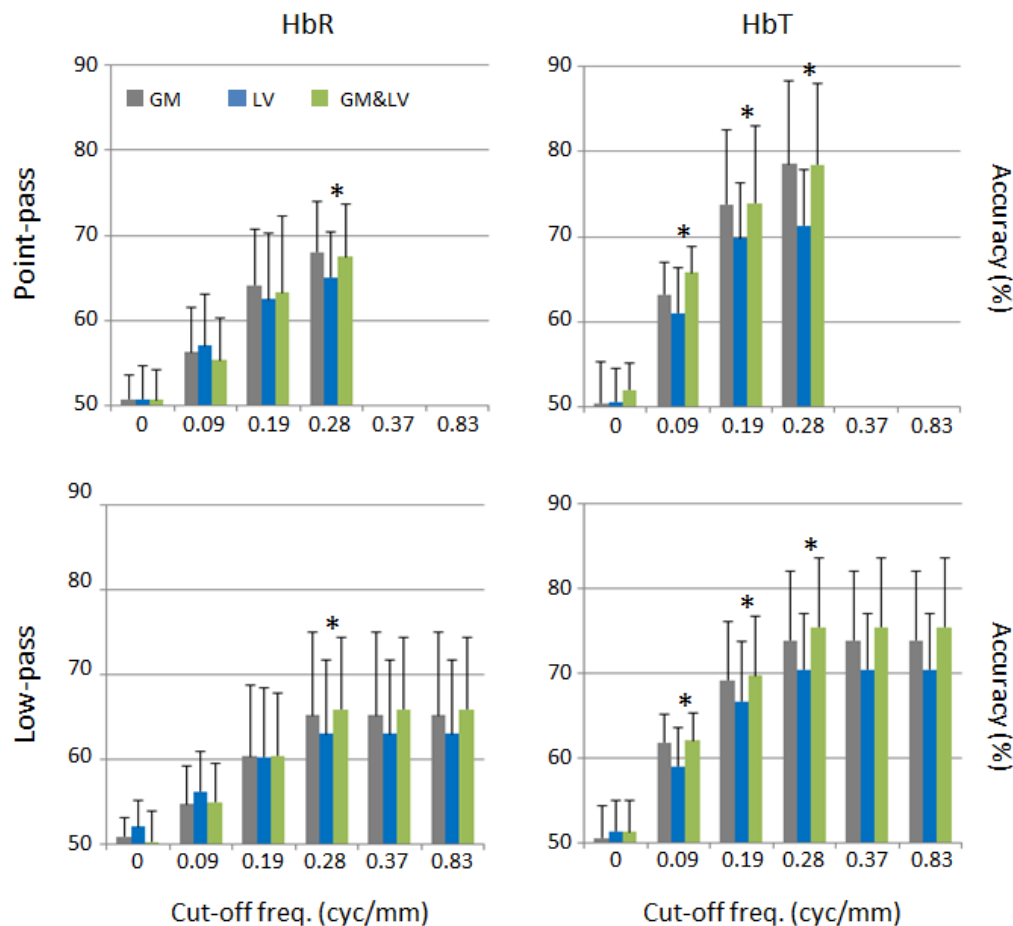 HbR
HbT
Point-pass
90
80
70
60
50
GM
LV
GM&LV
*
0 0.09 0.19 0.28 0.37 0.83
90
80
70
60
50
* * *
0 0.09 0.19 0.28 0.37 0.83
Accuracy (%)
Low-pass
90
80
70
60
50
*
0 0.09 0.19 0.28 0.37 0.83
Cut-off freq. (cyc/mm)
90
80
70
60
50
* * *
0 0.09 0.19 0.28 0.37 0.83
Cut-off freq. (cyc/mm)
Accuracy (%)